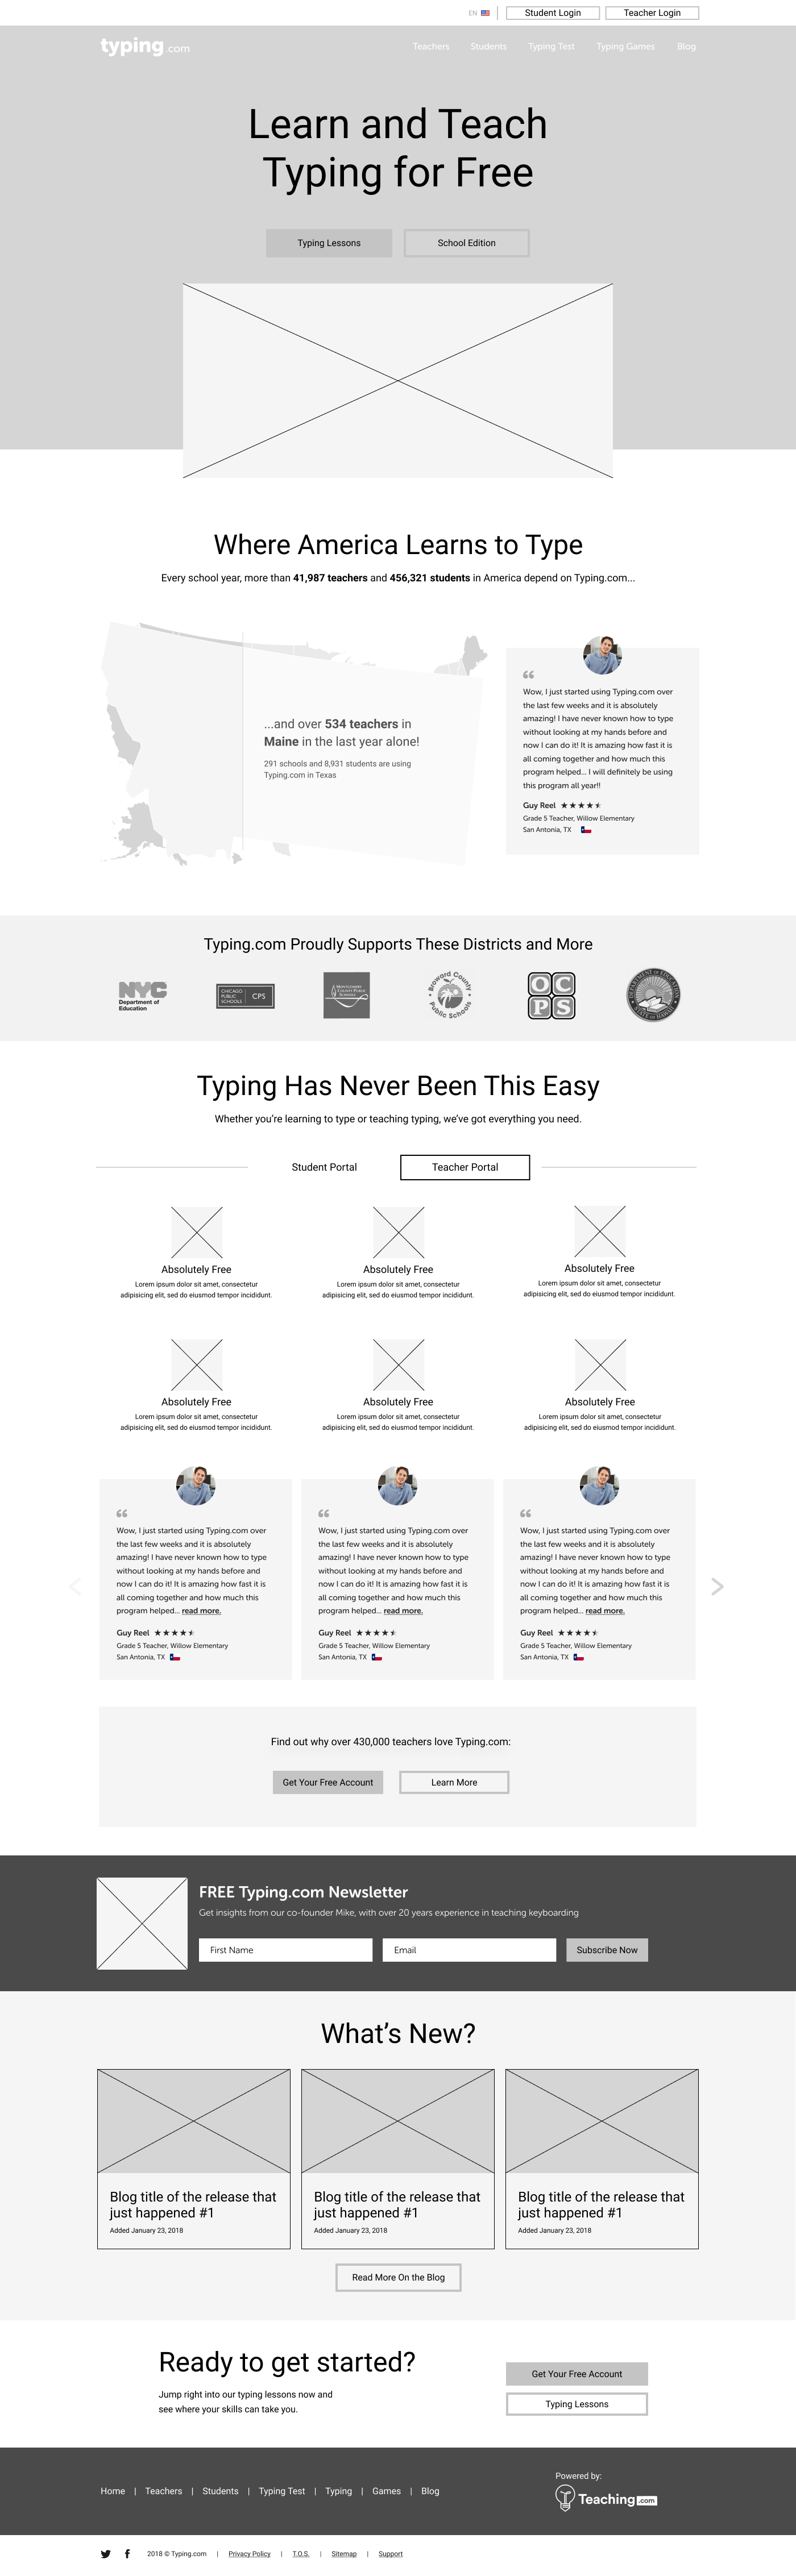 EN
Student Login
Teacher Login
typing.com
Teachers
Students
Typing Test
Typing Games
Blog
Learn and Teach
Typing for Free
Typing Lessons
School Edition
Where America Learns to Type
Every school year, more than 41,987 teachers and 456,321 students in America depend on Typing.com...
...and over 534 teachers in
Maine in the last year alone!
291 schools and 8,931 students are using
Typing.com in Texas
“
Wow, I just started using Typing.com over
the last few weeks and it is absolutely
amazing! I have never known how to type
without looking at my hands before and
now I can do it! It is amazing how fast it is
all coming together and how much this
program helped... I will definitely be using
this program all year!!
Guy Reel
Grade 5 Teacher, Willow Elementary
San Antonia, TX
Typing.com Proudly Supports These Districts and More
NYC
Department of
Education
CHICAGO
PUBLIC
SCHOOLS
CPS
MONTGOMERY
COUNTY PUBLIC
SCHOOLS
Broward County
Public Schools
OC
PS
DEPARTMENT OF EDUCATION
STATE OF HAWAII
Typing Has Never Been This Easy
Whether you’re learning to type or teaching typing, we’ve got everything you need.
Student Portal
Teacher Portal
Absolutely Free
Lorem ipsum dolor sit amet, consectetur
adipisicing elit, sed do eiusmod tempor incididunt.
Absolutely Free
Lorem ipsum dolor sit amet, consectetur
adipisicing elit, sed do eiusmod tempor incididunt.
Absolutely Free
Lorem ipsum dolor sit amet, consectetur
adipisicing elit, sed do eiusmod tempor incididunt.
Absolutely Free
Lorem ipsum dolor sit amet, consectetur
adipisicing elit, sed do eiusmod tempor incididunt.
Absolutely Free
Lorem ipsum dolor sit amet, consectetur
adipisicing elit, sed do eiusmod tempor incididunt.
Absolutely Free
Lorem ipsum dolor sit amet, consectetur
adipisicing elit, sed do eiusmod tempor incididunt.
“
Wow, I just started using Typing.com over
the last few weeks and it is absolutely
amazing! I have never known how to type
without looking at my hands before and
now I can do it! It is amazing how fast it is
all coming together and how much this
program helped... read more.
Guy Reel
Grade 5 Teacher, Willow Elementary
San Antonia, TX
“
Wow, I just started using Typing.com over
the last few weeks and it is absolutely
amazing! I have never known how to type
without looking at my hands before and
now I can do it! It is amazing how fast it is
all coming together and how much this
program helped... read more.
Guy Reel
Grade 5 Teacher, Willow Elementary
San Antonia, TX
“
Wow, I just started using Typing.com over
the last few weeks and it is absolutely
amazing! I have never known how to type
without looking at my hands before and
now I can do it! It is amazing how fast it is
all coming together and how much this
program helped... read more.
Guy Reel
Grade 5 Teacher, Willow Elementary
San Antonia, TX
Find out why over 430,000 teachers love Typing.com:
Get Your Free Account
Learn More
FREE Typing.com Newsletter
Get insights from our co-founder Mike, with over 20 years experience in teaching keyboarding
First Name
Email
Subscribe Now
What’s New?
Blog title of the release that
just happened #1
Added January 23, 2018
Blog title of the release that
just happened #1
Added January 23, 2018
Blog title of the release that
just happened #1
Added January 23, 2018
Read More On the Blog
Ready to get started?
Jump right into our typing lessons now and
see where your skills can take you.
Get Your Free Account
Typing Lessons
Home | Teachers | Students | Typing Test | Typing | Games | Blog
Powered by:
Teaching.com
2018 © Typing.com | Privacy Policy | T.O.S. | Sitemap | Support